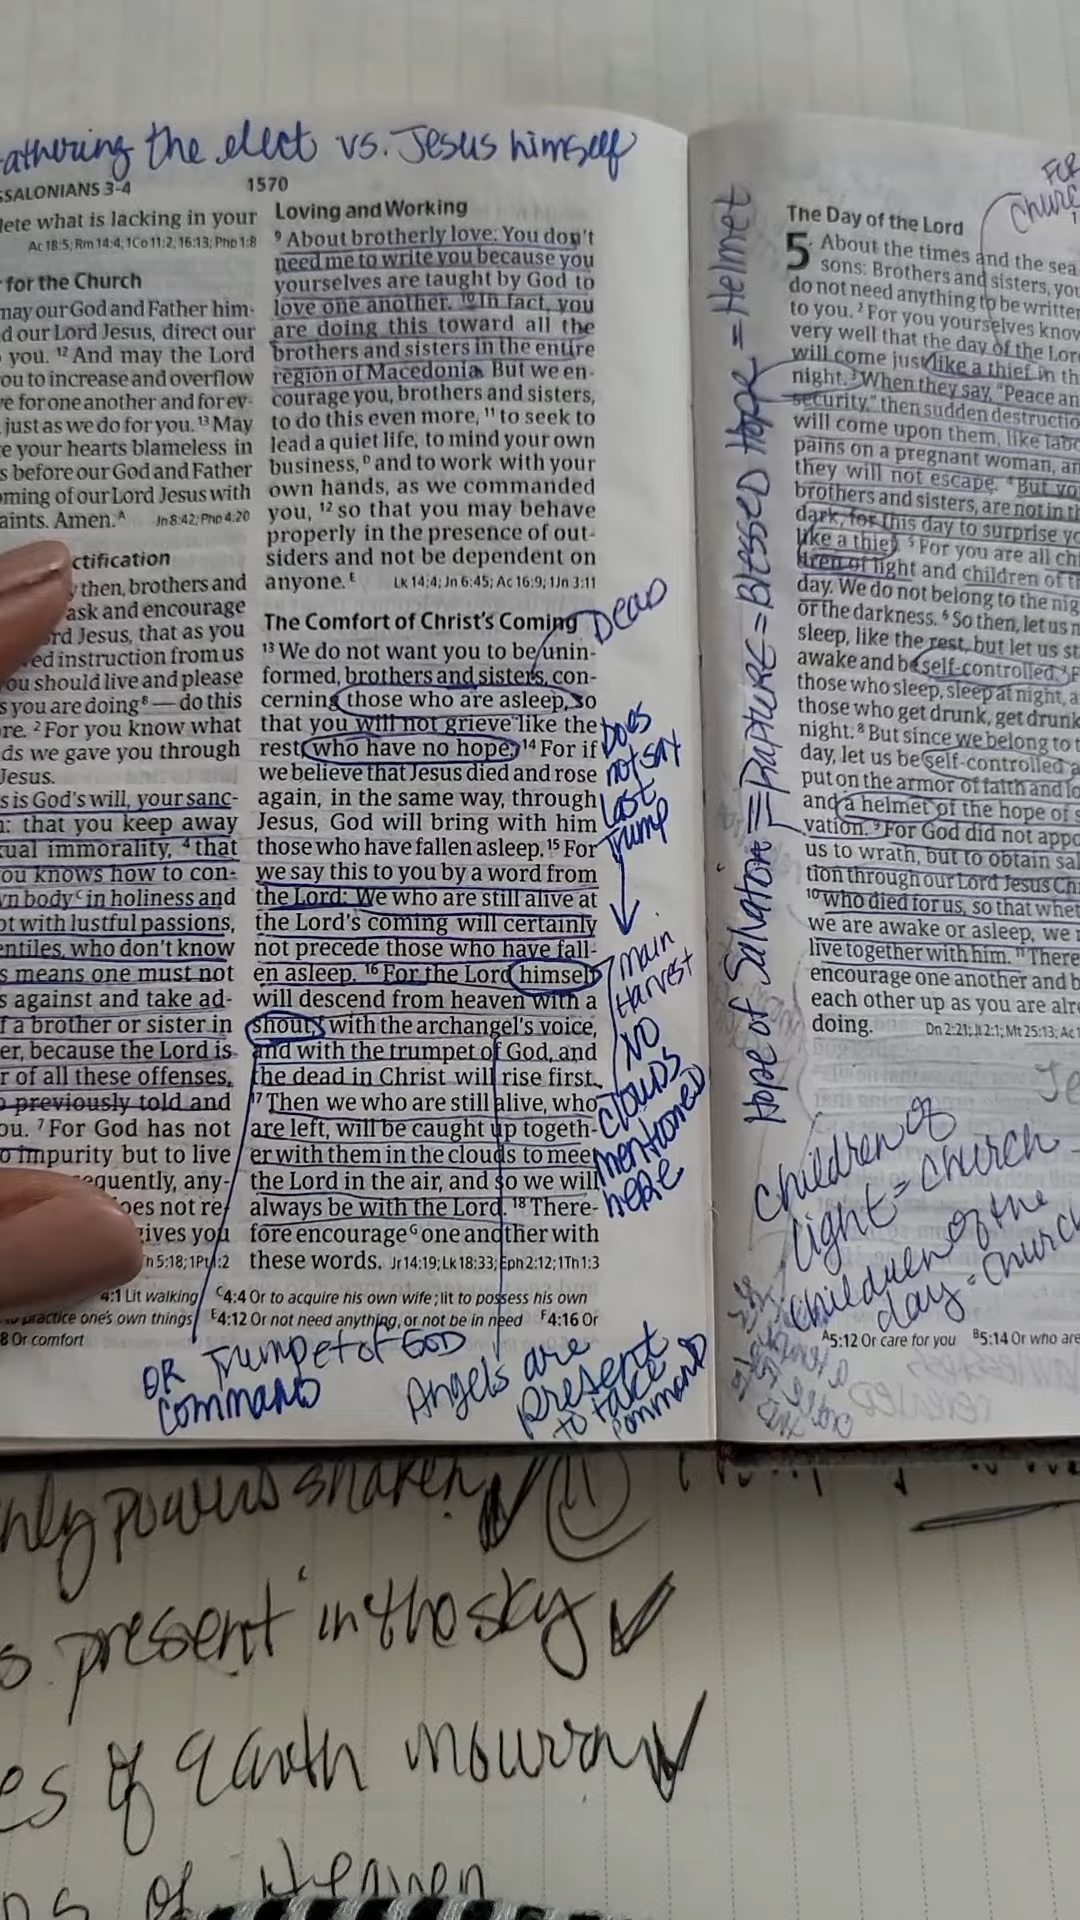 athering the elect vs. Jesus himself
SSALONIANS 3-4
1570
lete what is lacking in your
Ac 18:5; Rm 14:4; 1Co 11:2, 16:13; Php 1:8
for the Church
may our God and Father him-
d our Lord Jesus, direct our
you. 12 And may the Lord
ou to increase and overflow
e for one another and for ev-
just as we do for you. 13 May
e your hearts blameless in
s before our God and Father
oming of our Lord Jesus with
aints. Amen.A Jn 8:42; Php 4:20
ctification
then, brothers and
ask and encourage
rd Jesus, that as you
ed instruction from us
ou should live and please
s you are doingB — do this
re. 2 For you know what
ds we gave you through
Jesus.
s is God's will, your sanc-
: that you keep away
xual immorality, 4 that
ou knows how to con-
wn bodyC in holiness and
ot with lustful passions,
entiles, who don't know
s means one must not
s against and take ad-
f a brother or sister in
er, because the Lord is
r of all these offenses,
previously told and
ou. 7 For God has not
o impurity but to live
equently, any-
oes not re-
gives you
5:18; 1Pt 1:2
Loving and Working
9 About brotherly love: You don't
need me to write you because you
yourselves are taught by God to
love one another. 10 In fact, you
are doing this toward all the
brothers and sisters in the entire
region of Macedonia. But we en-
courage you, brothers and sisters,
to do this even more, 11 to seek to
lead a quiet life, to mind your own
business,D and to work with your
own hands, as we commanded
you, 12 so that you may behave
properly in the presence of out-
siders and not be dependent on
anyone.E Lk 14:4; Jn 6:45; Ac 16:9; 1Jn 3:11
The Comfort of Christ's Coming
13 We do not want you to be unin-
formed, brothers and sisters, con-
cerning those who are asleep, so
that you will not grieve like the
rest, who have no hope. 14 For if
we believe that Jesus died and rose
again, in the same way, through
Jesus, God will bring with him
those who have fallen asleep. 15 For
we say this to you by a word from
the Lord: We who are still alive at
the Lord's coming will certainly
not precede those who have fall-
en asleep. 16 For the Lord himself
will descend from heaven with a
shout,F with the archangel's voice,
and with the trumpet of God, and
the dead in Christ will rise first.
17 Then we who are still alive, who
are left, will be caught up togeth-
er with them in the clouds to meet
the Lord in the air, and so we will
always be with the Lord. 18 There-
fore encourageG one another with
these words. Jr 14:19; Lk 18:33; Eph 2:12; 1Tn 1:3
DEAD
Does
not say
Last
Trump
main
Harvest
NO
clouds
mentioned
here
4:1 Lit walking C4:4 Or to acquire his own wife; lit to possess his own
practice one's own things E4:12 Or not need anything, or not be in need F4:16 Or
8 Or comfort
OR Trumpet of GOD
command
Angels are
present
to take
command
Hope of Salvation = Rapture = Blessed Hope = Helmet
FOR
church
The Day of the Lord
5 About the times and the sea
sons: Brothers and sisters, you
do not need anything to be written
to you. 2 For you yourselves know
very well that the day of the Lord
will come just like a thief in th
night. 3 When they say, "Peace an
security," then sudden destructio
will come upon them, like labo
pains on a pregnant woman, an
they will not escape. 4 But yo
brothers and sisters, are not in th
dark, for this day to surprise yo
like a thief. 5 For you are all chi
dren of light and children of t
day. We do not belong to the nig
or the darkness. 6 So then, let us n
sleep, like the rest, but let us st
awake and be self-controlled. 7 F
those who sleep, sleep at night, a
those who get drunk, get drunk
night. 8 But since we belong to t
day, let us be self-controlled a
put on the armor of faith and lo
and a helmet of the hope of s
vation. 9 For God did not appo
us to wrath, but to obtain sal
tion through our Lord Jesus Ch
10 who died for us, so that whet
we are awake or asleep, we
live together with him. 11 There
encourage one another and b
each other up as you are alre
doing. Dn 2:21; Jl 2:1; Mt 25:13; Ac 1
children of
light = church
children of the
day = church
A5:12 Or care for you B5:14 Or who are
nly powers shaken
present in the sky
es of Earth mourn
of Heaven